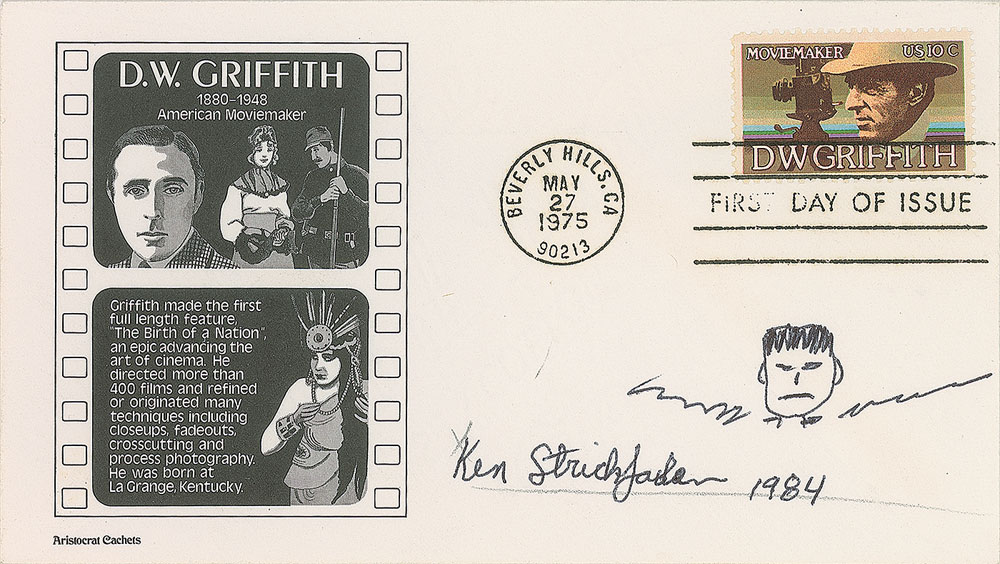 D.W. GRIFFITH
1880–1948
American Moviemaker
Griffith made the first
full length feature,
"The Birth of a Nation",
an epic advancing the
art of cinema. He
directed more than
400 films and refined
or originated many
techniques including
closeups, fadeouts,
crosscutting and
process photography.
He was born at
La Grange, Kentucky.
Aristocrat Cachets
MOVIEMAKER US 10 C
DW GRIFFITH
BEVERLY HILLS, CA
MAY
27
1975
90213
FIRST DAY OF ISSUE
Ken Strickfaden 1984